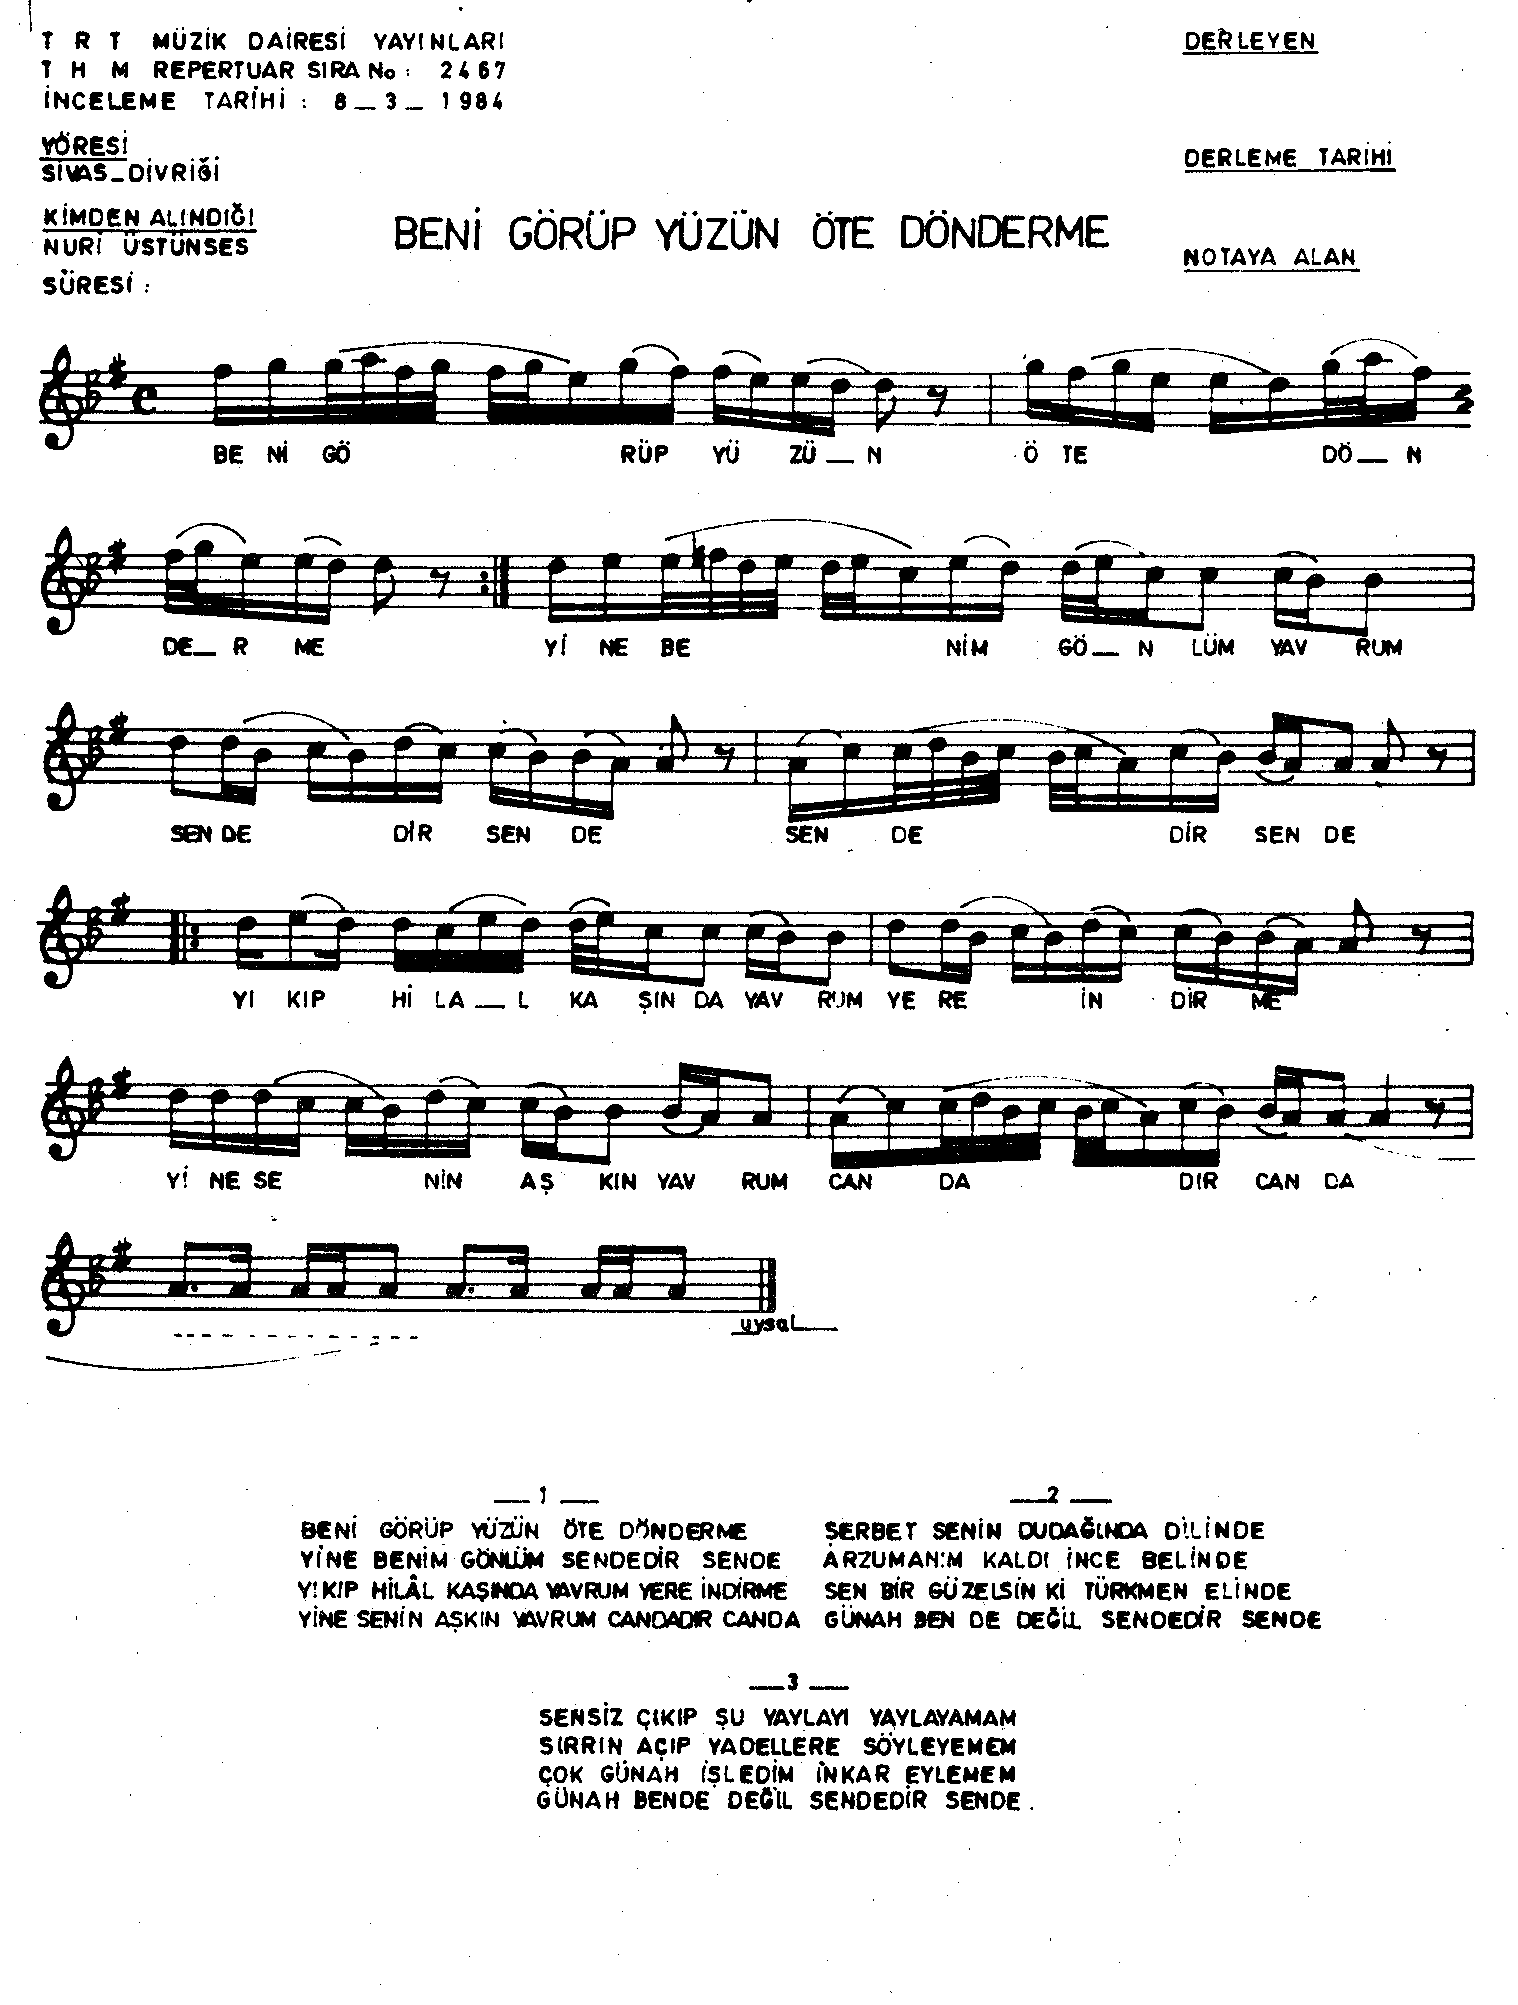 T R T MÜZİK DAİRESİ YAYINLARI
T H M REPERTUAR SIRA No : 2467
İNCELEME TARİHİ : 8_3_1984
YÖRESİ
SİVAS_DİVRİĞİ
KİMDEN ALINDIĞI
NURİ ÜSTÜNSES
SÜRESİ :
DERLEYEN
DERLEME TARİHİ
NOTAYA ALAN
BENİ GÖRÜP YÜZÜN ÖTE DÖNDERME
BE Nİ GÖ RÜP YÜ ZÜ _ N Ö TE DÖ _ N
DE _ R ME Yİ NE BE NİM GÖ _ N LÜM YAV RUM
SEN DE DİR SEN DE SEN DE DİR SEN DE
YI KIP Hİ LA _ L KA ŞIN DA YAV RUM YE RE İN DİR ME
Yİ NE SE NİN AŞ KIN YAV RUM CAN DA DIR CAN DA
uysal
_ 1 _
BENİ GÖRÜP YÜZÜN ÖTE DÖNDERME
YİNE BENİM GÖNLÜM SENDEDİR SENDE
YIKIP HİLÂL KAŞINDA YAVRUM YERE İNDİRME
YİNE SENİN AŞKIN YAVRUM CANDADIR CANDA
_ 2 _
ŞERBET SENİN DUDAĞINDA DİLİNDE
ARZUMANIM KALDI İNCE BELİNDE
SEN BİR GÜZELSİN Kİ TÜRKMEN ELİNDE
GÜNAH BEN DE DEĞİL SENDEDİR SENDE
_ 3 _
SENSİZ ÇIKIP ŞU YAYLAYI YAYLAYAMAM
SIRRIN AÇIP YADELLERE SÖYLEYEMEM
ÇOK GÜNAH İŞLEDİM İNKAR EYLEMEM
GÜNAH BENDE DEĞİL SENDEDİR SENDE .